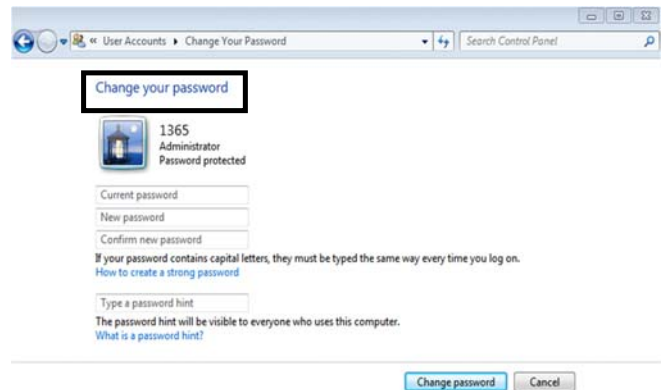 « User Accounts ▸ Change Your Password
Search Control Panel
Change your password
1365
Administrator
Password protected
Current password
New password
Confirm new password
If your password contains capital letters, they must be typed the same way every time you log on.
How to create a strong password
Type a password hint
The password hint will be visible to everyone who uses this computer.
What is a password hint?
Change password
Cancel